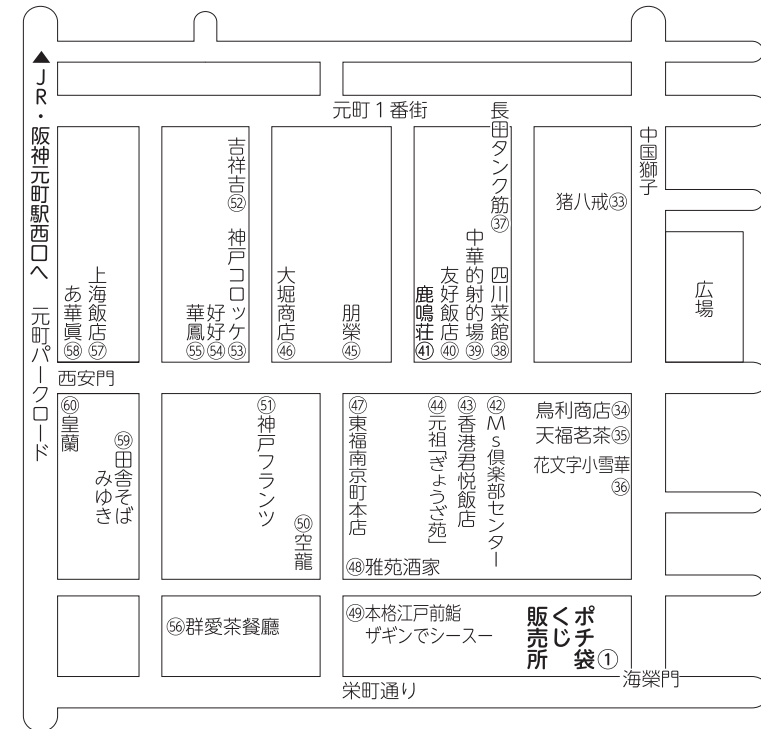 元町１番街
▲JR・阪神元町駅西口へ
元町パークロード
中国獅子
長田タンク筋㊲
吉祥吉52
猪八戒㉝
広場
あ華眞58
上海飯店57
華鳳55
好好54
神戸コロッケ53
大堀商店㊻
朋榮㊺
鹿鳴荘㊶
友好飯店㊵
中華的射的場㊴
四川菜館㊳
西安門
60皇蘭
59田舎そば
みゆき
51神戸フランツ
㊿空龍
㊼東福南京町本店
㊽雅苑酒家
㊹元祖「ぎょうざ苑」
㊸香港君悦飯店
㊷Ｍｓ倶楽部センター
鳥利商店㉞
天福茗茶㉟
花文字小雪華
㊱
56群愛茶餐廳
㊾本格江戸前鮨
ザギンでシースー
ポチ袋
くじ
販売所
①
海榮門
栄町通り